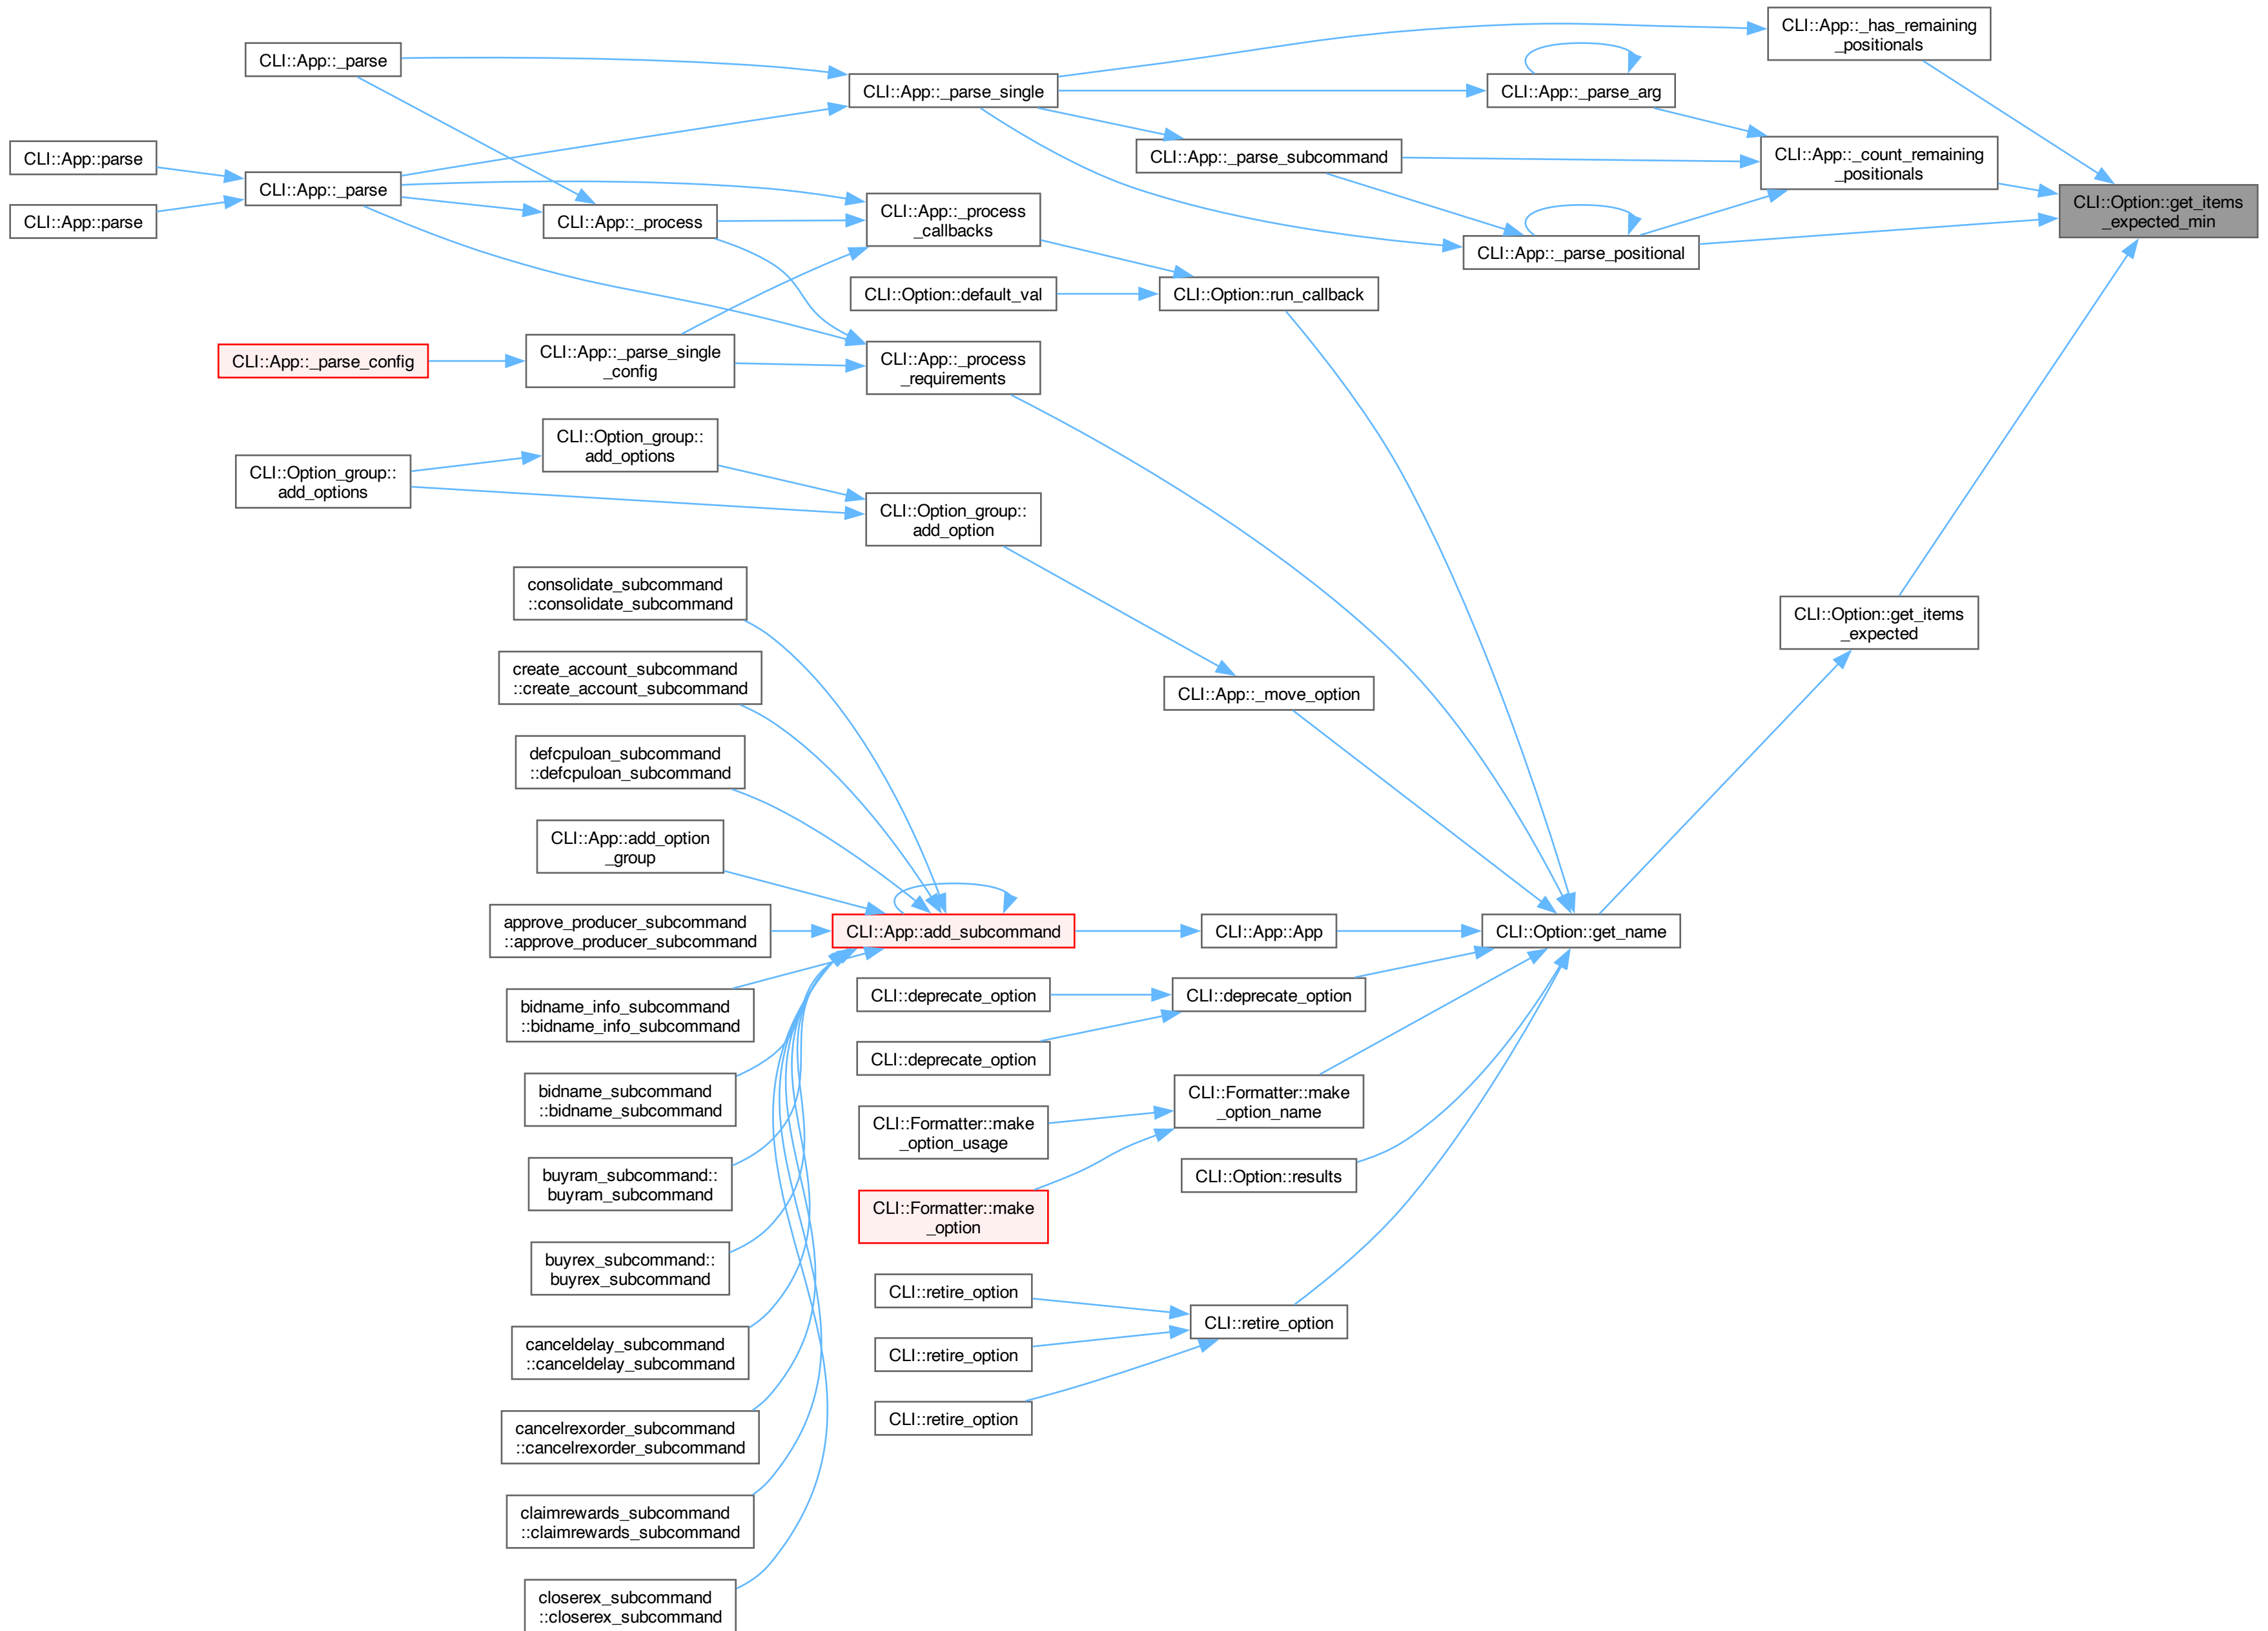 CLI::App::_has_remaining
_positionals
CLI::App::_parse
CLI::App::_parse_single
CLI::App::_parse_arg
CLI::App::parse
CLI::App::_parse_subcommand
CLI::App::_count_remaining
_positionals
CLI::App::_parse
CLI::App::parse
CLI::App::_process
CLI::App::_process
_callbacks
CLI::Option::get_items
_expected_min
CLI::App::_parse_positional
CLI::Option::default_val
CLI::Option::run_callback
CLI::App::_parse_config
CLI::App::_parse_single
_config
CLI::App::_process
_requirements
CLI::Option_group::
add_options
CLI::Option_group::
add_options
CLI::Option_group::
add_option
consolidate_subcommand
::consolidate_subcommand
CLI::Option::get_items
_expected
create_account_subcommand
::create_account_subcommand
CLI::App::_move_option
defcpuloan_subcommand
::defcpuloan_subcommand
CLI::App::add_option
_group
approve_producer_subcommand
::approve_producer_subcommand
CLI::App::add_subcommand
CLI::App::App
CLI::Option::get_name
bidname_info_subcommand
::bidname_info_subcommand
CLI::deprecate_option
CLI::deprecate_option
CLI::deprecate_option
bidname_subcommand
::bidname_subcommand
CLI::Formatter::make
_option_name
CLI::Formatter::make
_option_usage
buyram_subcommand::
buyram_subcommand
CLI::Option::results
CLI::Formatter::make
_option
buyrex_subcommand::
buyrex_subcommand
CLI::retire_option
CLI::retire_option
canceldelay_subcommand
::canceldelay_subcommand
CLI::retire_option
cancelrexorder_subcommand
::cancelrexorder_subcommand
CLI::retire_option
claimrewards_subcommand
::claimrewards_subcommand
closerex_subcommand
::closerex_subcommand